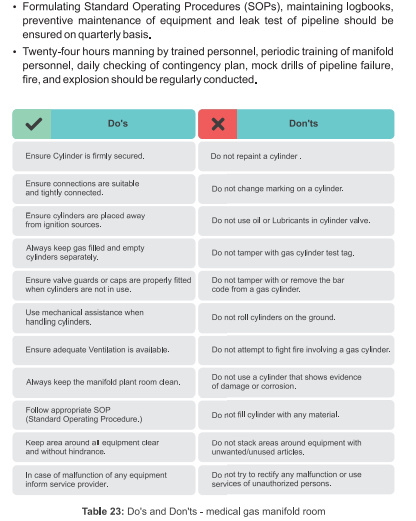 • Formulating Standard Operating Procedures (SOPs), maintaining logbooks,
preventive maintenance of equipment and leak test of pipeline should be
ensured on quarterly basis.
• Twenty-four hours manning by trained personnel, periodic training of manifold
personnel, daily checking of contingency plan, mock drills of pipeline failure,
fire, and explosion should be regularly conducted.
Do's
Don'ts
Ensure Cylinder is firmly secured.
Do not repaint a cylinder .
Ensure connections are suitable
and tightly connected.
Do not change marking on a cylinder.
Ensure cylinders are placed away
from ignition sources.
Do not use oil or Lubricants in cylinder valve.
Always keep gas filled and empty
cylinders separately.
Do not tamper with gas cylinder test tag.
Ensure valve guards or caps are properly fitted
when cylinders are not in use.
Do not tamper with or remove the bar
code from a gas cylinder.
Use mechanical assistance when
handling cylinders.
Do not roll cylinders on the ground.
Ensure adequate Ventilation is available.
Do not attempt to fight fire involving a gas cylinder.
Always keep the manifold plant room clean.
Do not use a cylinder that shows evidence
of damage or corrosion.
Follow appropriate SOP
(Standard Operating Procedure.)
Do not fill cylinder with any material.
Keep area around all equipment clear
and without hindrance.
Do not stack areas around equipment with
unwanted/unused articles.
In case of malfunction of any equipment
inform service provider.
Do not try to rectify any malfunction or use
services of unauthorized persons.
Table 23: Do's and Don'ts - medical gas manifold room